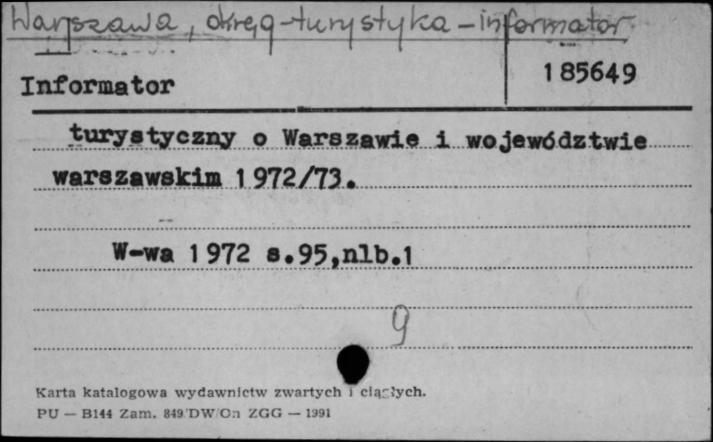 Warszawa, okręg-turystyka-informator
185649
Informator
turystyczny o Warszawie i województwie
warszawskim 1972/73.
W-wa 1972 s.95,nlb.1
9
Karta katalogowa wydawnictw zwartych i ciągłych.
PU — B144 Zam. 849/DW/On ZGG — 1991